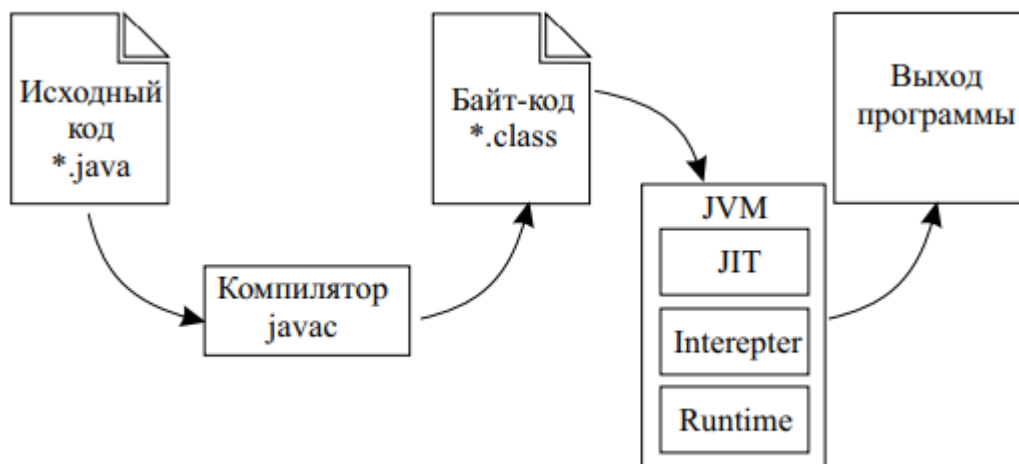 Исходный
код
*.java
Компилятор
javac
Байт-код
*.class
JVM
JIT
Interepter
Runtime
Выход
программы